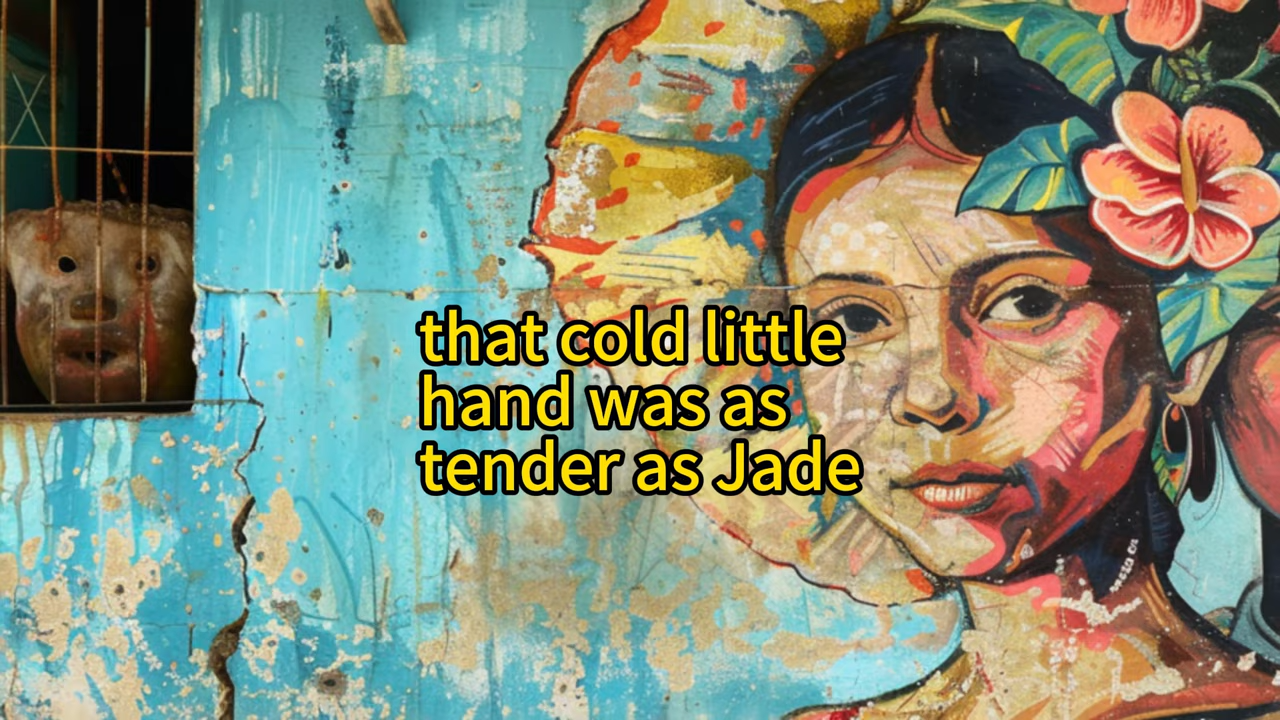 that cold little
hand was as
tender as Jade